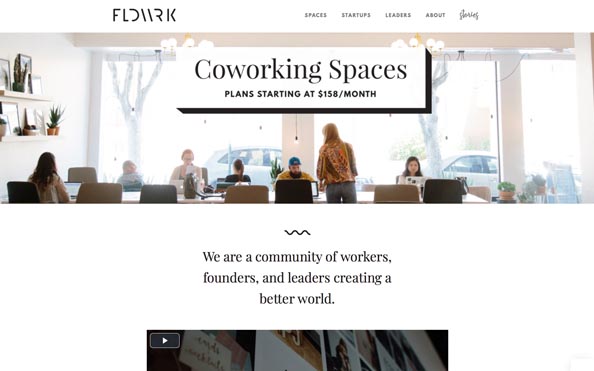 FLDWRK
SPACES STARTUPS LEADERS ABOUT stories
Coworking Spaces
PLANS STARTING AT $158/MONTH
We are a community of workers,
founders, and leaders creating a
better world.
cards